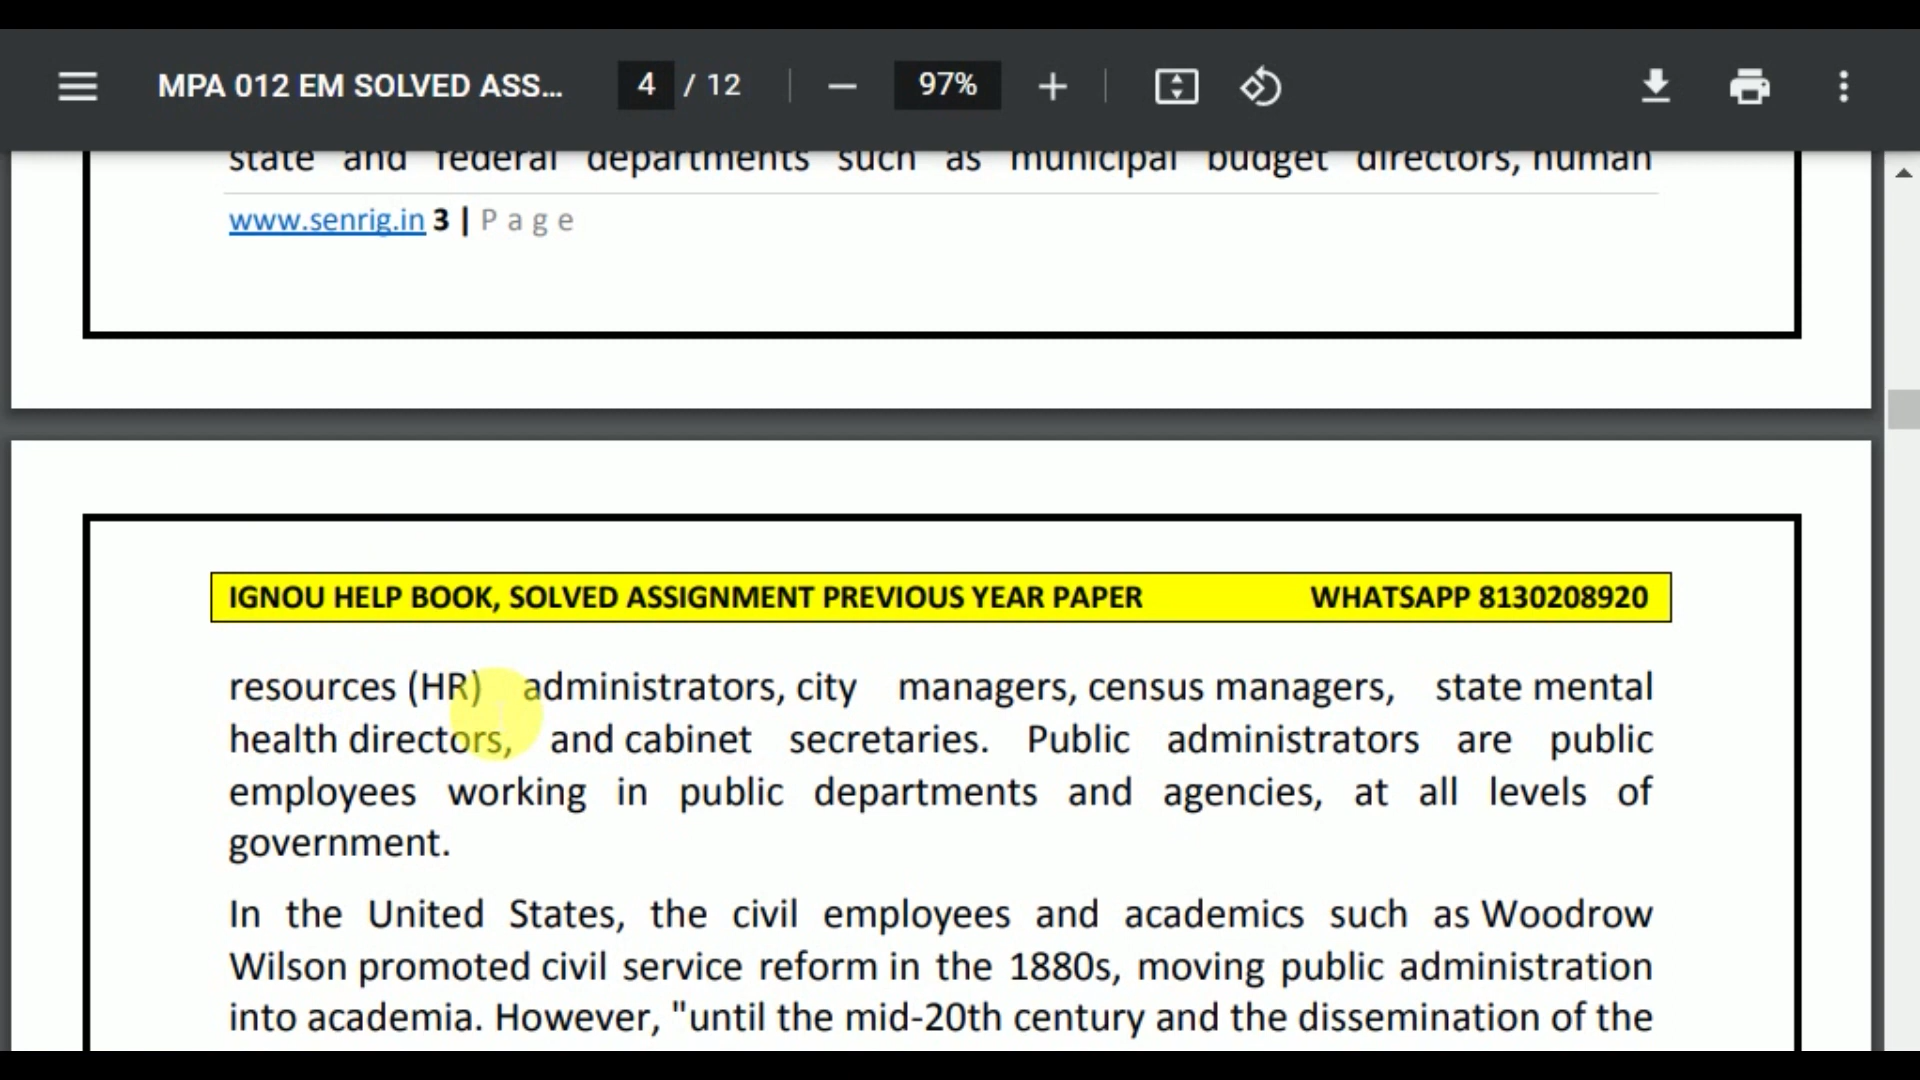 MPA 012 EM SOLVED ASS... 4 / 12 97%
state and federal departments such as municipal budget directors, human
www.senrig.in 3 | P a g e
IGNOU HELP BOOK, SOLVED ASSIGNMENT PREVIOUS YEAR PAPER WHATSAPP 8130208920
resources (HR) administrators, city managers, census managers, state mental
health directors, and cabinet secretaries. Public administrators are public
employees working in public departments and agencies, at all levels of
government.
In the United States, the civil employees and academics such as Woodrow
Wilson promoted civil service reform in the 1880s, moving public administration
into academia. However, "until the mid-20th century and the dissemination of the